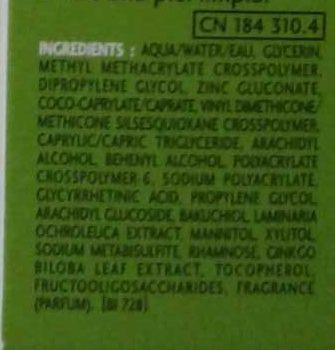 CN 184 310.4
INGREDIENTS : AQUA/WATER/EAU, GLYCERIN,
METHYL METHACRYLATE CROSSPOLYMER,
DIPROPYLENE GLYCOL, ZINC GLUCONATE,
COCO-CAPRYLATE/CAPRATE, VINYL DIMETHICONE/
METHICONE SILSESQUIOXANE CROSSPOLYMER,
CAPRYLIC/CAPRIC TRIGLYCERIDE, ARACHIDYL
ALCOHOL, BEHENYL ALCOHOL, POLYACRYLATE
CROSSPOLYMER-6, SODIUM POLYACRYLATE,
GLYCYRRHETINIC ACID, PROPYLENE GLYCOL,
ARACHIDYL GLUCOSIDE, BAKUCHIOL, LAMINARIA
OCHROLEUCA EXTRACT, MANNITOL, XYLITOL,
SODIUM METABISULFITE, RHAMNOSE, GINKGO
BILOBA LEAF EXTRACT, TOCOPHEROL,
FRUCTOOLIGOSACCHARIDES, FRAGRANCE
(PARFUM). [BI 728]